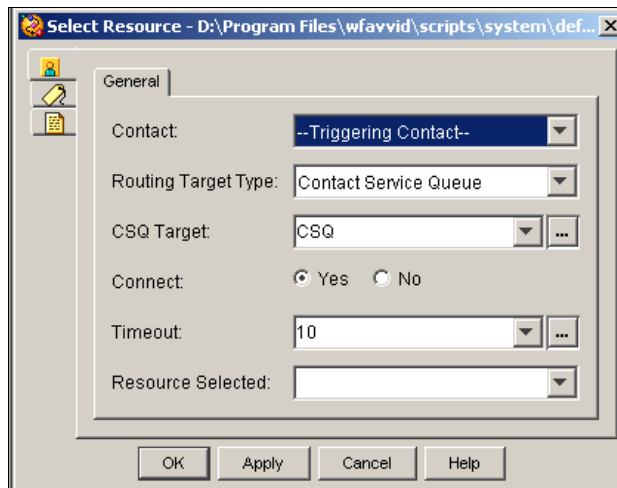 Select Resource - D:\Program Files\wfavvid\scripts\system\def...
General
Contact: --Triggering Contact--
Routing Target Type: Contact Service Queue
CSQ Target: CSQ ...
Connect: Yes No
Timeout: 10 ...
Resource Selected:
OK Apply Cancel Help